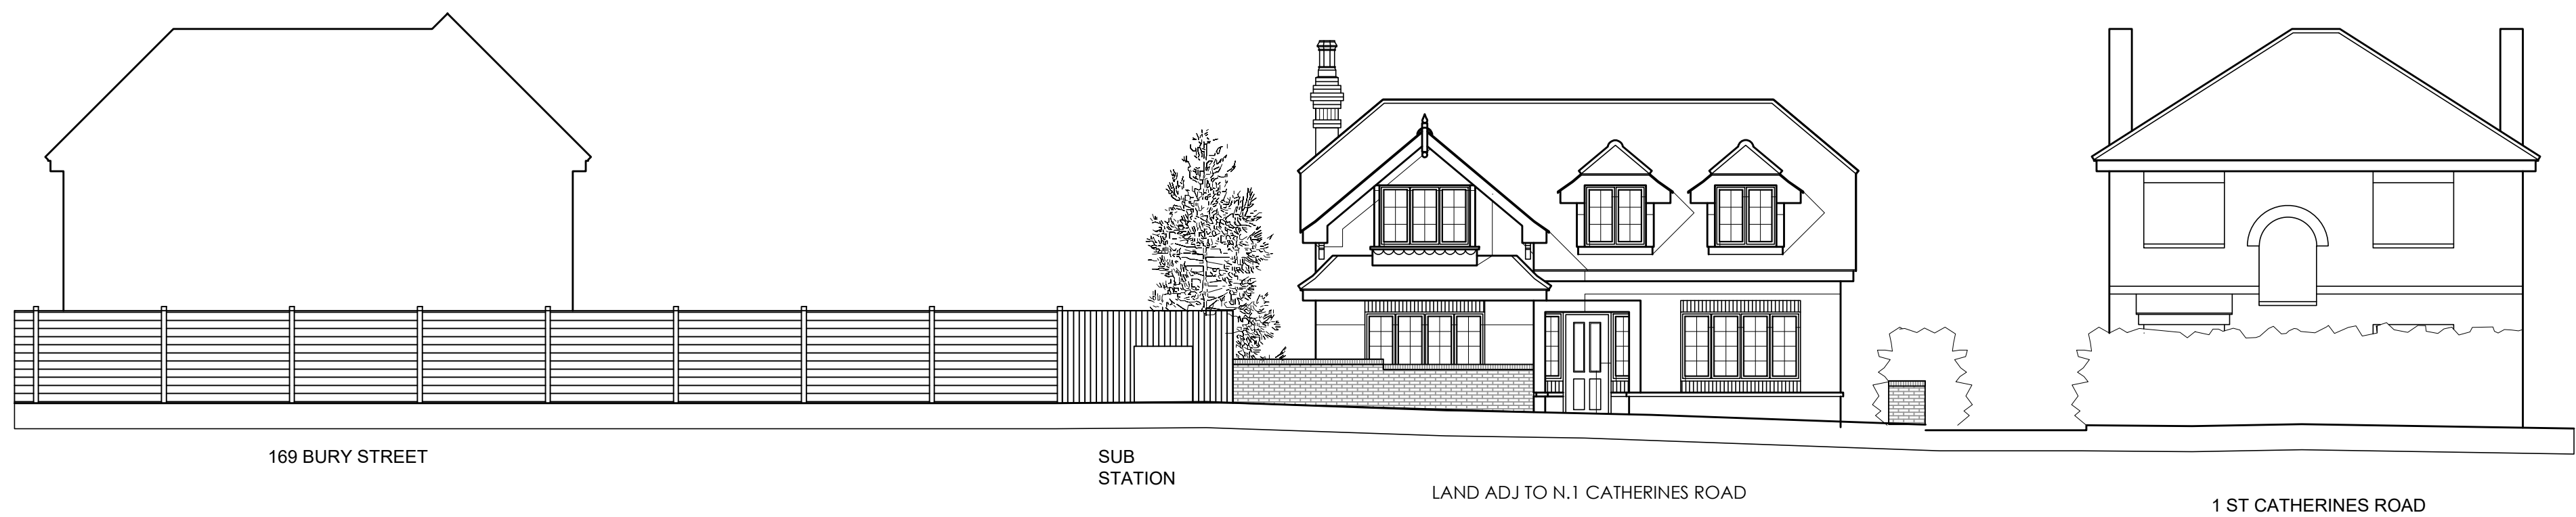 169 BURY STREET
SUB
STATION
LAND ADJ TO N.1 CATHERINES ROAD
1 ST CATHERINES ROAD